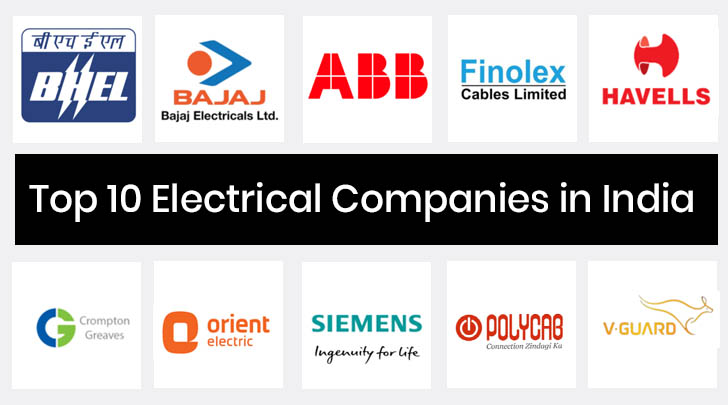 बी एच ई एल
BHEL
BAJAJ
Bajaj Electricals Ltd.
ABB
Finolex
Cables Limited
HAVELLS
Top 10 Electrical Companies in India
Crompton
Greaves
orient
electric
SIEMENS
Ingenuity for life
POLYCAB
Connection Zindagi Ka
V-GUARD